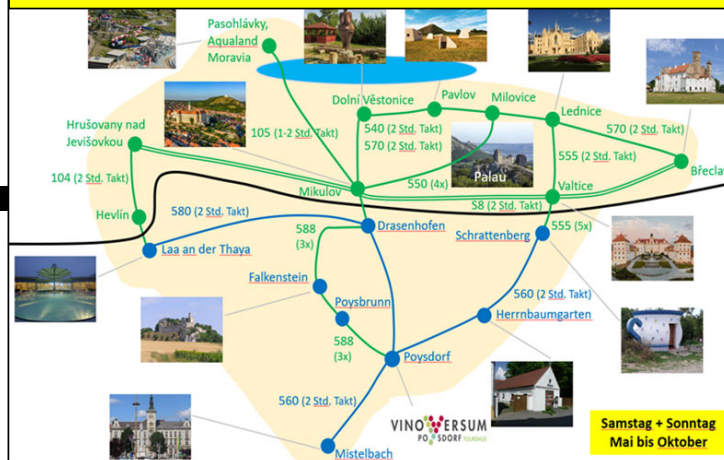 Pasohlávky,
Aqualand
Moravia
Dolní Věstonice
Pavlov
Milovice
Lednice
Hrušovany nad
Jevišovkou
105 (1-2 Std. Takt)
540 (2 Std. Takt)
570 (2 Std. Takt)
570 (2 Std. Takt)
555 (2 Std. Takt)
Břeclav
104 (2 Std. Takt)
Mikulov
550 (4x)
Palau
Valtice
S8 (2 Std. Takt)
Hevlín
580 (2 Std. Takt)
Drasenhofen
Schrattenberg
555 (5x)
Laa an der Thaya
588
(3x)
Falkenstein
Poysbrunn
560 (2 Std. Takt)
Herrnbaumgarten
588
(3x)
Poysdorf
560 (2 Std. Takt)
VINOVERSUM
POYSDORF TOURISMUS
Mistelbach
Samstag + Sonntag
Mai bis Oktober